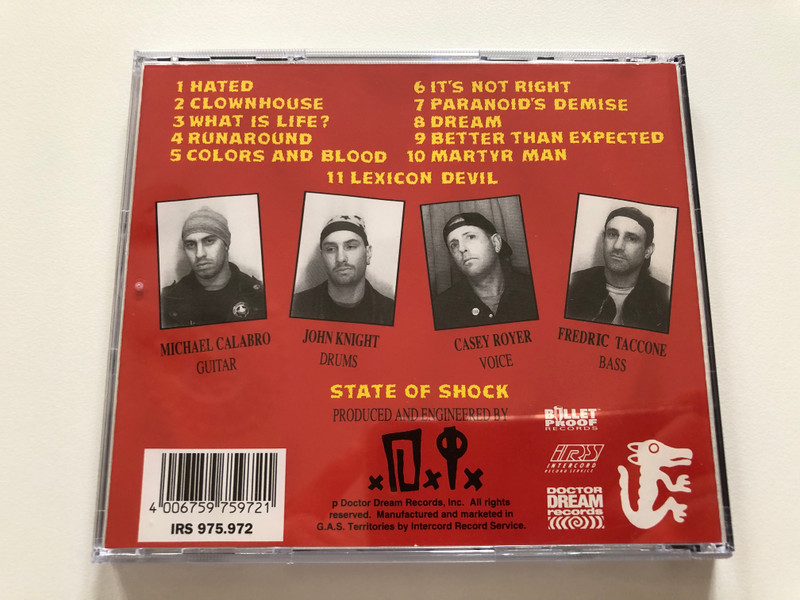 1 HATED
2 CLOWNHOUSE
3 WHAT IS LIFE?
4 RUNAROUND
5 COLORS AND BLOOD
6 IT'S NOT RIGHT
7 PARANOID'S DEMISE
8 DREAM
9 BETTER THAN EXPECTED
10 MARTYR MAN
11 LEXICON DEVIL
MICHAEL CALABRO
GUITAR
JOHN KNIGHT
DRUMS
CASEY ROYER
VOICE
FREDRIC TACCONE
BASS
STATE OF SHOCK
PRODUCED AND ENGINEERED BY
BULLET
PROOF
RECORDS
IRS
INTERCORD
RECORD SERVICE
DOCTOR
DREAM
records
p Doctor Dream Records, Inc. All rights
reserved. Manufactured and marketed in
G.A.S. Territories by Intercord Record Service.
4 006759 759721
IRS 975.972